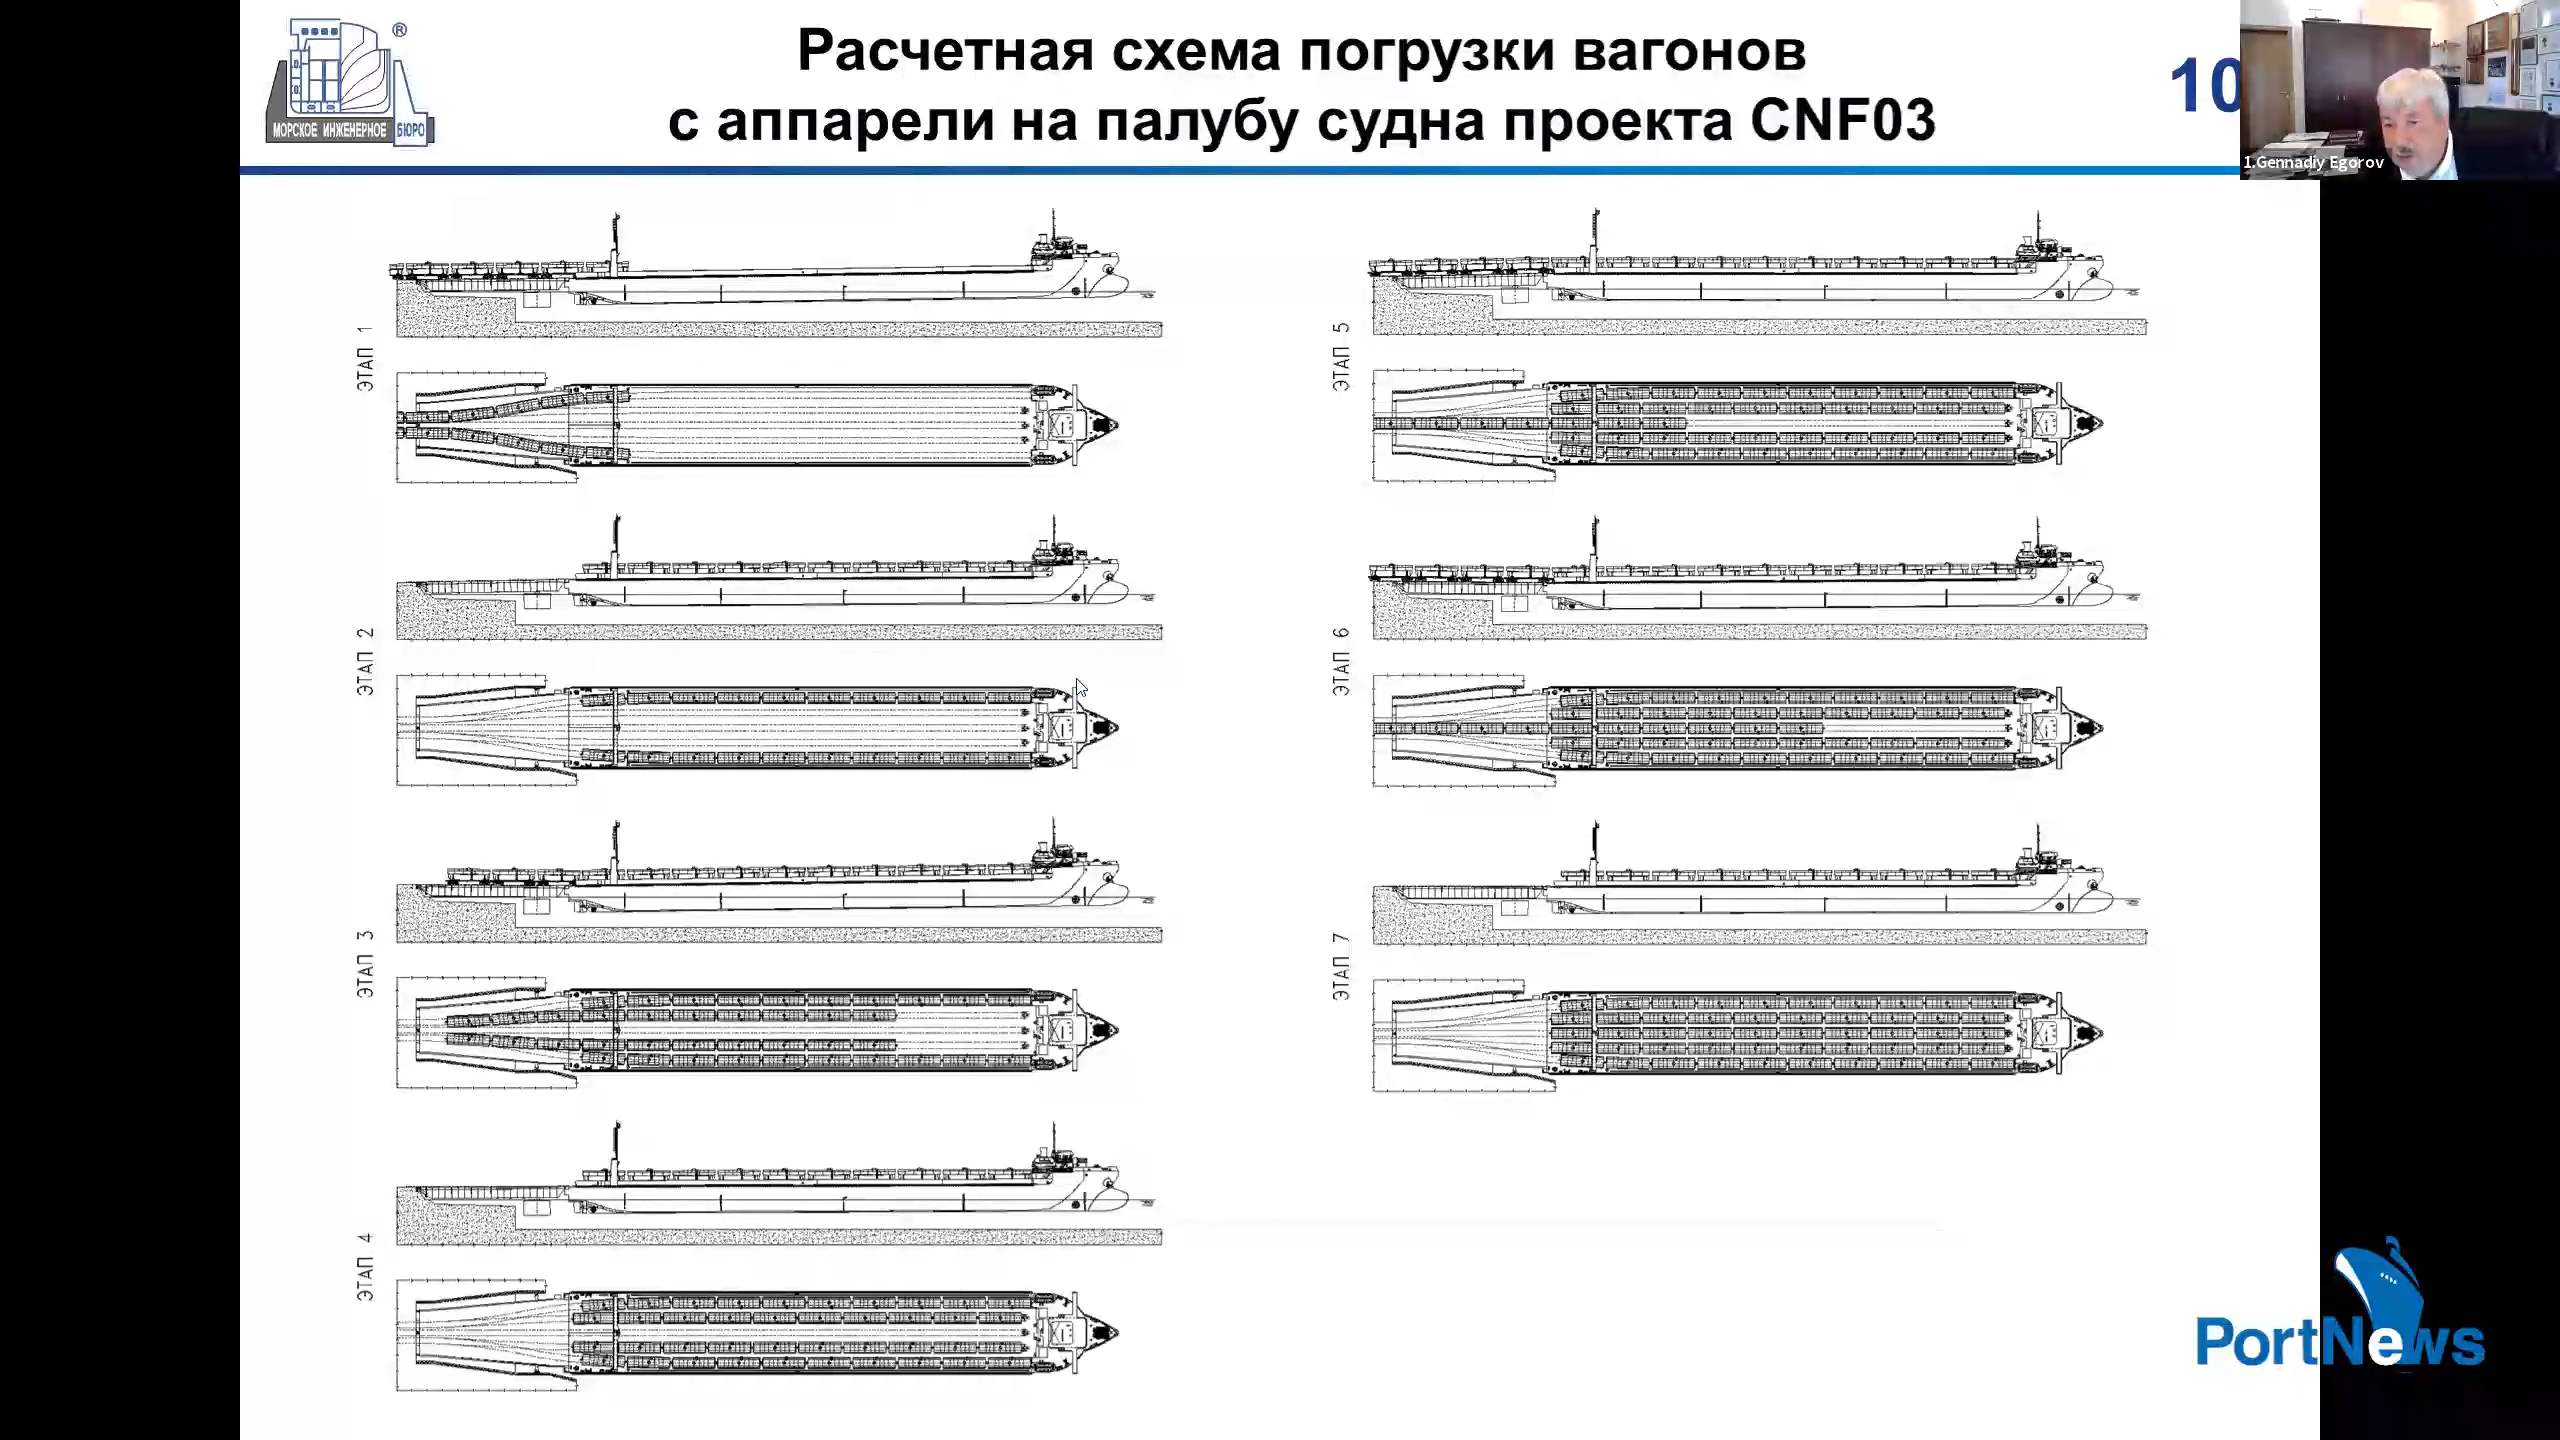 ®
МОРСКОЕ ИНЖЕНЕРНОЕ БЮРО
Расчетная схема погрузки вагонов
с аппарели на палубу судна проекта CNF03
10
1.Gennadiy Egorov
ЭТАП 1
ЭТАП 2
ЭТАП 3
ЭТАП 4
ЭТАП 5
ЭТАП 6
ЭТАП 7
PortNews